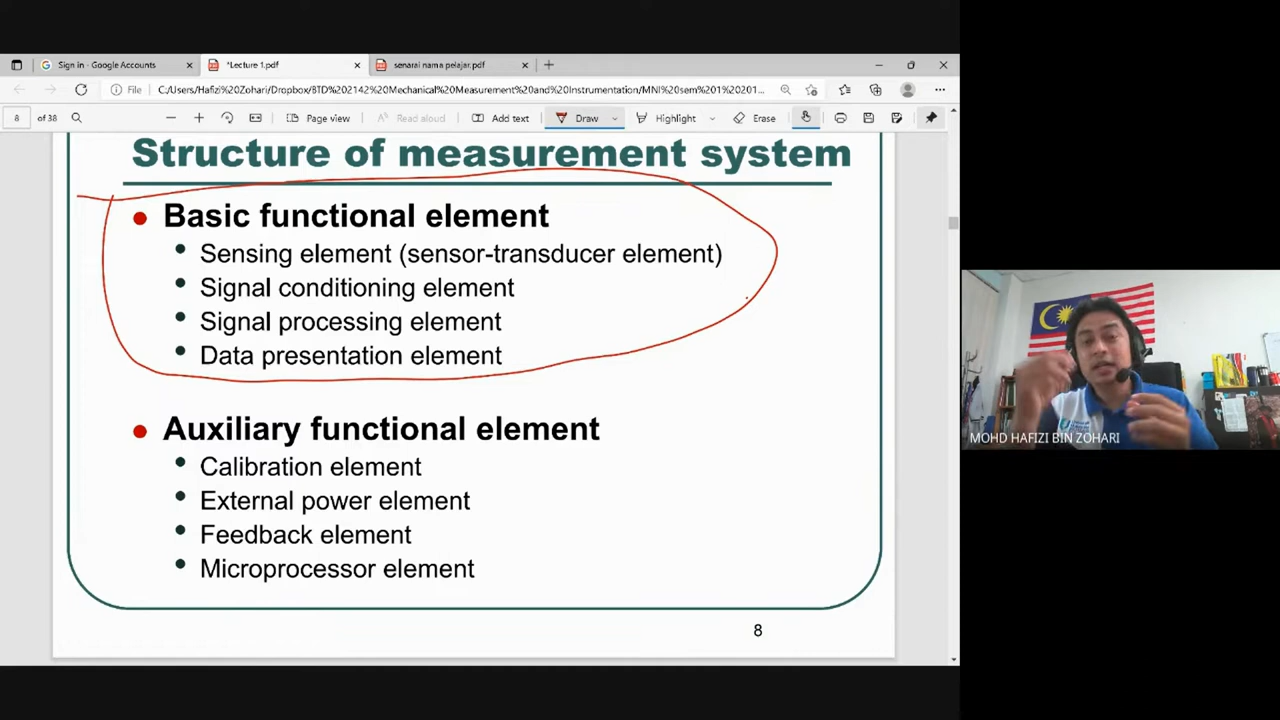 Sign in - Google Accounts
*Lecture 1.pdf
senarai nama pelajar.pdf
File
C:/Users/Hafizi%20Zohari/Dropbox/BTD%202142%20Mechanical%20Measurement%20and%20Instrumentation/MNI%20sem%201%20201...
8 of 38
Page view
Read aloud
Add text
Draw
Highlight
Erase
Structure of measurement system
Basic functional element
Sensing element (sensor-transducer element)
Signal conditioning element
Signal processing element
Data presentation element
Auxiliary functional element
Calibration element
External power element
Feedback element
Microprocessor element
8
MOHD HAFIZI BIN ZOHARI